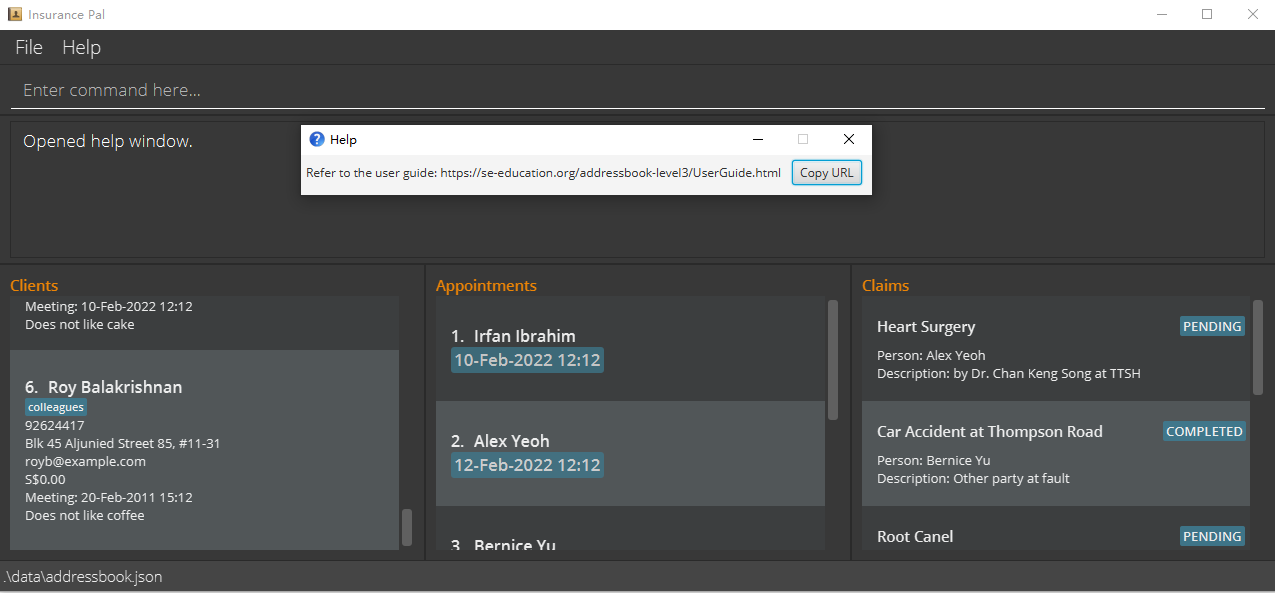 Insurance Pal
File Help
Enter command here...
Opened help window.
Help
Refer to the user guide: https://se-education.org/addressbook-level3/UserGuide.html Copy URL
Clients
Meeting: 10-Feb-2022 12:12
Does not like cake
6. Roy Balakrishnan
colleagues
92624417
Blk 45 Aljunied Street 85, #11-31
royb@example.com
S$0.00
Meeting: 20-Feb-2011 15:12
Does not like coffee
Appointments
1. Irfan Ibrahim
10-Feb-2022 12:12
2. Alex Yeoh
12-Feb-2022 12:12
3. Bernice Yu
Claims
Heart Surgery PENDING
Person: Alex Yeoh
Description: by Dr. Chan Keng Song at TTSH
Car Accident at Thompson Road COMPLETED
Person: Bernice Yu
Description: Other party at fault
Root Canel PENDING
.\data\addressbook.json